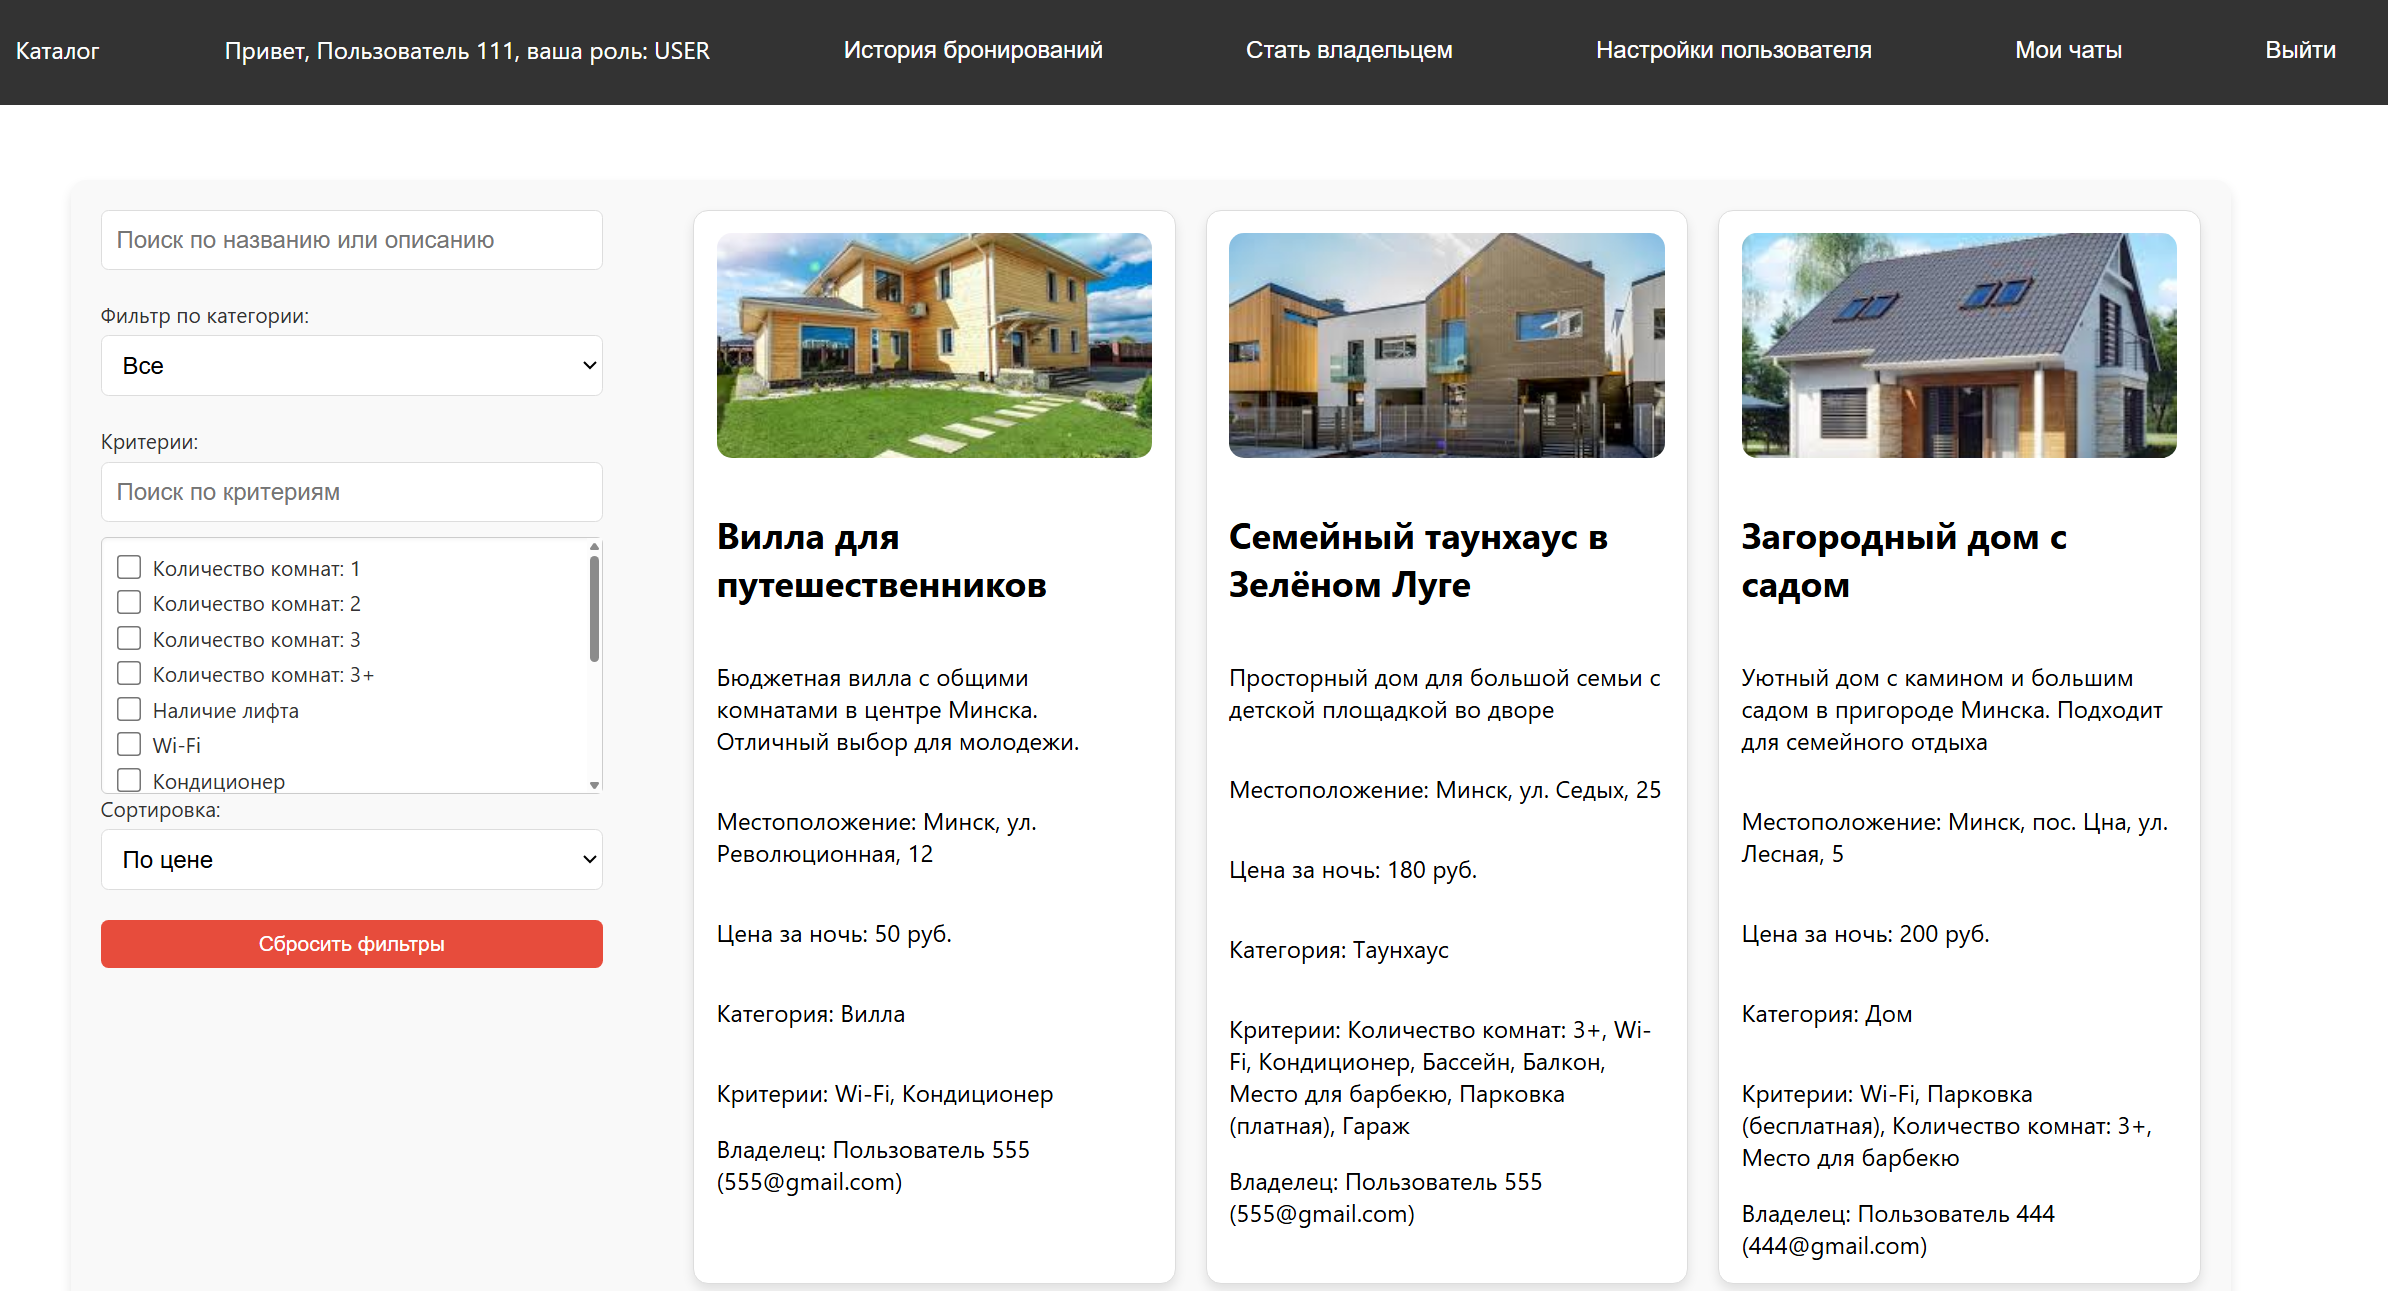 Каталог
Привет, Пользователь 111, ваша роль: USER
История бронирований
Стать владельцем
Настройки пользователя
Мои чаты
Выйти
Поиск по названию или описанию
Фильтр по категории:
Все
Критерии:
Поиск по критериям
Количество комнат: 1
Количество комнат: 2
Количество комнат: 3
Количество комнат: 3+
Наличие лифта
Wi-Fi
Кондиционер
Сортировка:
По цене
Сбросить фильтры
Вилла для
путешественников
Бюджетная вилла с общими
комнатами в центре Минска.
Отличный выбор для молодежи.
Местоположение: Минск, ул.
Революционная, 12
Цена за ночь: 50 руб.
Категория: Вилла
Критерии: Wi-Fi, Кондиционер
Владелец: Пользователь 555
(555@gmail.com)
Семейный таунхаус в
Зелёном Луге
Просторный дом для большой семьи с
детской площадкой во дворе
Местоположение: Минск, ул. Седых, 25
Цена за ночь: 180 руб.
Категория: Таунхаус
Критерии: Количество комнат: 3+, Wi-
Fi, Кондиционер, Бассейн, Балкон,
Место для барбекю, Парковка
(платная), Гараж
Владелец: Пользователь 555
(555@gmail.com)
Загородный дом с
садом
Уютный дом с камином и большим
садом в пригороде Минска. Подходит
для семейного отдыха
Местоположение: Минск, пос. Цна, ул.
Лесная, 5
Цена за ночь: 200 руб.
Категория: Дом
Критерии: Wi-Fi, Парковка
(бесплатная), Количество комнат: 3+,
Место для барбекю
Владелец: Пользователь 444
(444@gmail.com)